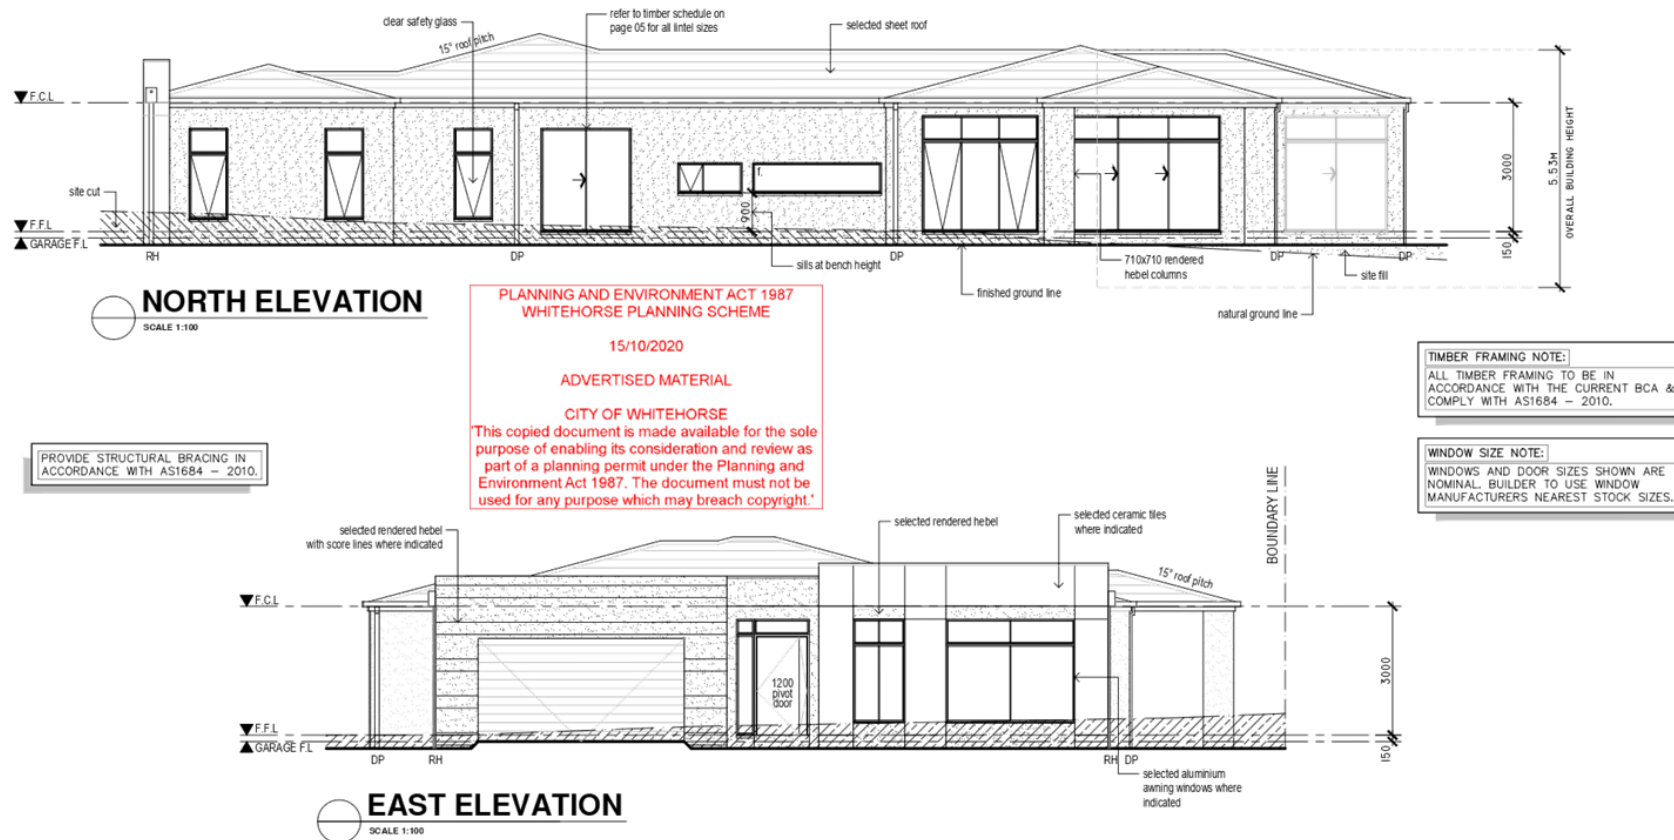 clear safety glass
refer to timber schedule on
page 05 for all lintel sizes
selected sheet roof
15° roof pitch
F.C.L
site cut
F.F.L
GARAGE F.L
RH
DP
f.
900
sills at bench height
DP
finished ground line
710x710 rendered
hebel columns
DP
site fill
DP
natural ground line
3000
150
5.53M
OVERALL BUILDING HEIGHT
NORTH ELEVATION
SCALE 1:100
PLANNING AND ENVIRONMENT ACT 1987
WHITEHORSE PLANNING SCHEME
15/10/2020
ADVERTISED MATERIAL
CITY OF WHITEHORSE
'This copied document is made available for the sole
purpose of enabling its consideration and review as
part of a planning permit under the Planning and
Environment Act 1987. The document must not be
used for any purpose which may breach copyright.'
TIMBER FRAMING NOTE:
ALL TIMBER FRAMING TO BE IN
ACCORDANCE WITH THE CURRENT BCA &
COMPLY WITH AS1684 – 2010.
PROVIDE STRUCTURAL BRACING IN
ACCORDANCE WITH AS1684 – 2010.
WINDOW SIZE NOTE:
WINDOWS AND DOOR SIZES SHOWN ARE
NOMINAL. BUILDER TO USE WINDOW
MANUFACTURERS NEAREST STOCK SIZES.
selected rendered hebel
with score lines where indicated
selected rendered hebel
selected ceramic tiles
where indicated
BOUNDARY LINE
15° roof pitch
F.C.L
1200
pivot
door
3000
F.F.L
GARAGE F.L
150
DP
RH
RH
DP
selected aluminium
awning windows where
indicated
EAST ELEVATION
SCALE 1:100